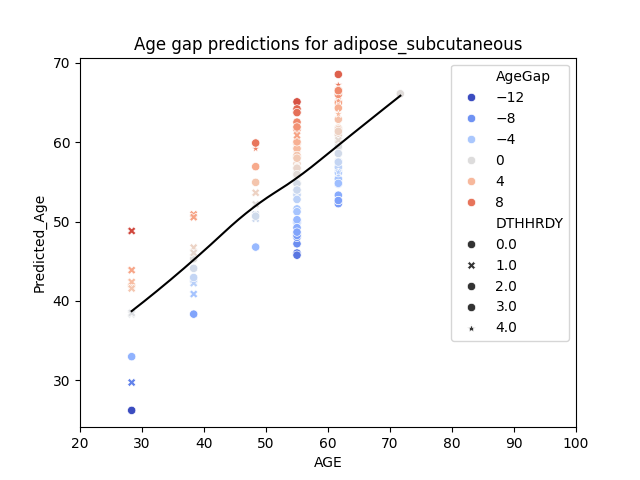 Age gap predictions for adipose_subcutaneous
Predicted_Age
70
60
50
40
30
20 30 40 50 60 70 80 90 100
AGE
AgeGap
−12
−8
−4
0
4
8
DTHHRDY
0.0
1.0
2.0
3.0
4.0